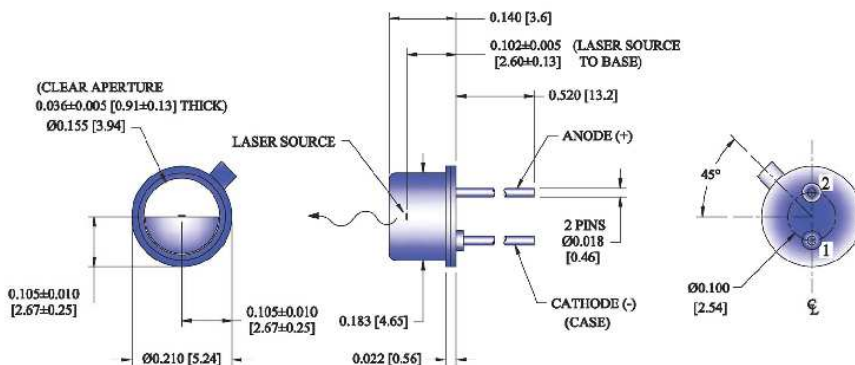 0.140 [3.6]
0.102±0.005 (LASER SOURCE
[2.60±0.13] TO BASE)
0.520 [13.2]
(CLEAR APERTURE
0.036±0.005 [0.91±0.13] THICK)
Ø0.155 [3.94]
LASER SOURCE
ANODE (+)
45°
2
1
2 PINS
Ø0.018
[0.46]
0.105±0.010
[2.67±0.25]
0.105±0.010
[2.67±0.25]
0.183 [4.65]
CATHODE (-)
(CASE)
Ø0.100
[2.54]
℄
Ø0.210 [5.24]
0.022 [0.56]